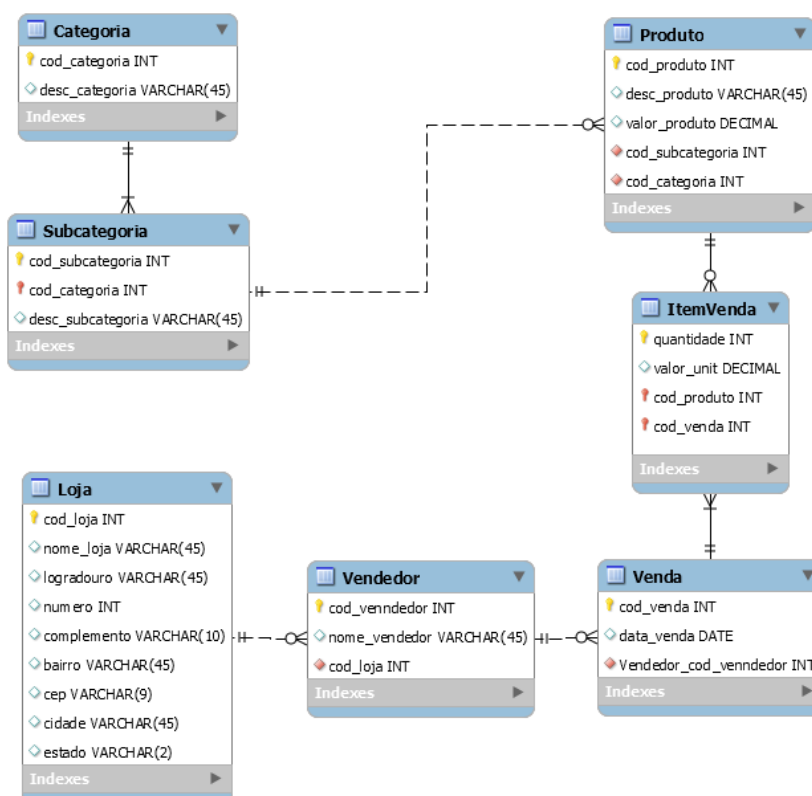 Categoria
cod_categoria INT
desc_categoria VARCHAR(45)
Indexes
Produto
cod_produto INT
desc_produto VARCHAR(45)
valor_produto DECIMAL
cod_subcategoria INT
cod_categoria INT
Indexes
Subcategoria
cod_subcategoria INT
cod_categoria INT
desc_subcategoria VARCHAR(45)
Indexes
ItemVenda
quantidade INT
valor_unit DECIMAL
cod_produto INT
cod_venda INT
Indexes
Loja
cod_loja INT
nome_loja VARCHAR(45)
logradouro VARCHAR(45)
numero INT
complemento VARCHAR(10)
bairro VARCHAR(45)
cep VARCHAR(9)
cidade VARCHAR(45)
estado VARCHAR(2)
Indexes
Vendedor
cod_venndedor INT
nome_vendedor VARCHAR(45)
cod_loja INT
Indexes
Venda
cod_venda INT
data_venda DATE
Vendedor_cod_venndedor INT
Indexes